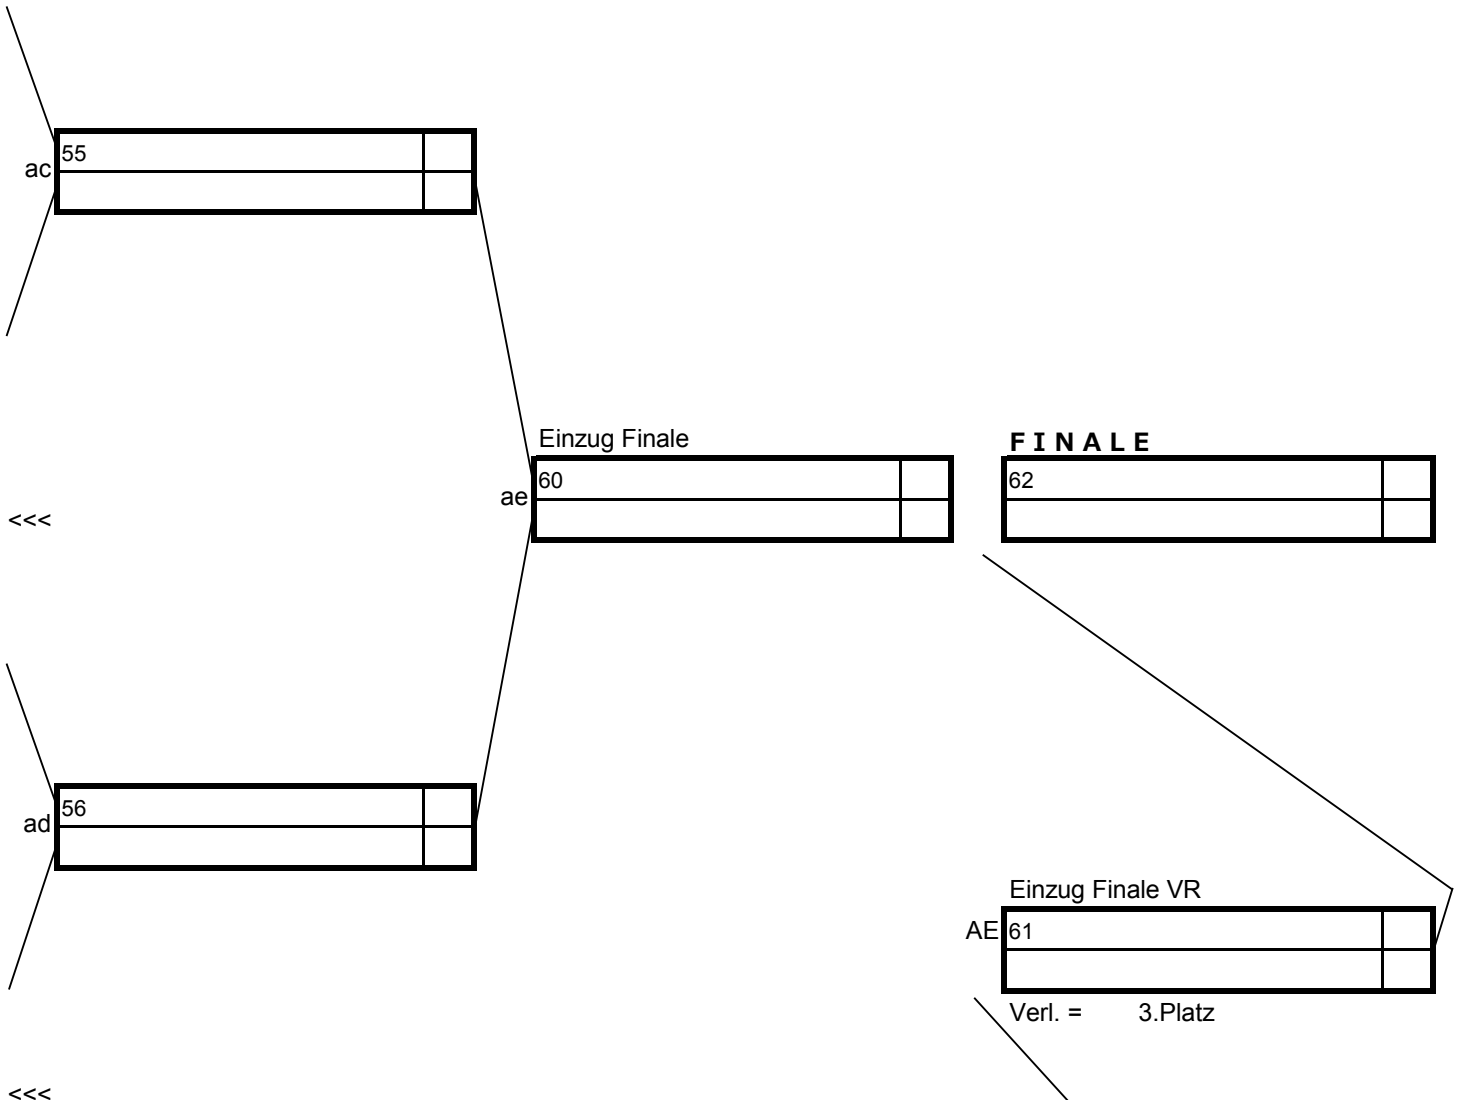 ac
55
Einzug Finale
F I N A L E
ae
60
62
<<<
ad
56
Einzug Finale VR
AE
61
Verl. = 3.Platz
<<<